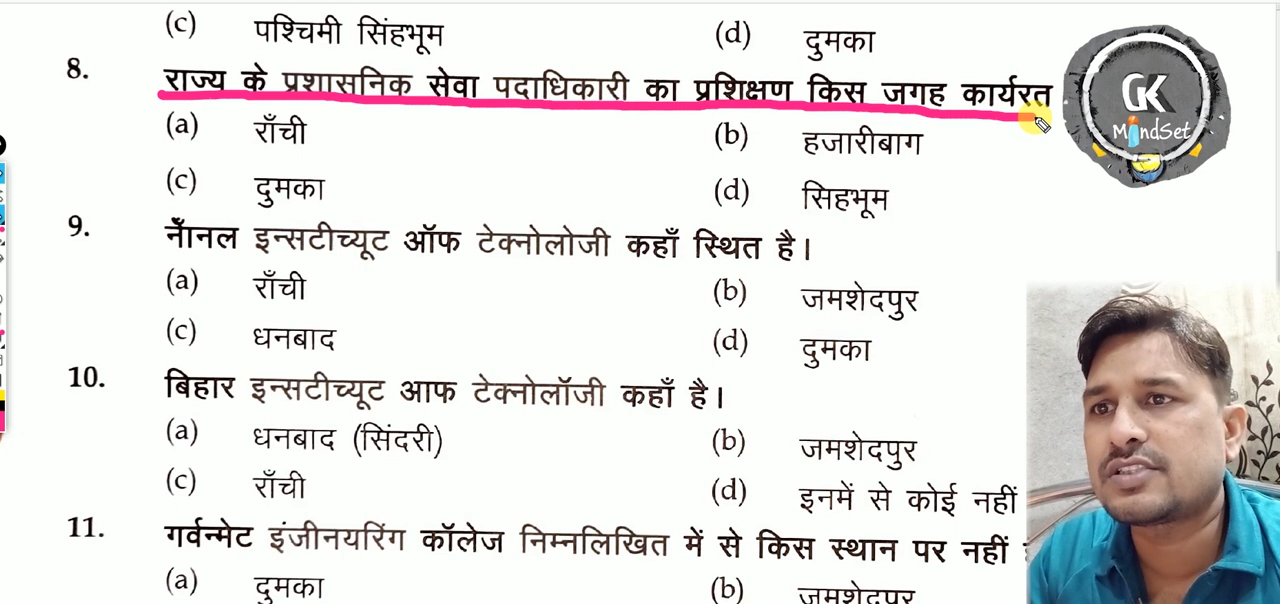 (c) पश्चिमी सिंहभूम (d) दुमका
8. राज्य के प्रशासनिक सेवा पदाधिकारी का प्रशिक्षण किस जगह कार्यरत
(a) राँची (b) हजारीबाग
(c) दुमका (d) सिहभूम
GK
MindSet
9. नॅानल इन्सटीच्यूट ऑफ टेक्नोलोजी कहाँ स्थित है।
(a) राँची (b) जमशेदपुर
(c) धनबाद (d) दुमका
10. बिहार इन्सटीच्यूट आफ टेक्नोलॉजी कहाँ है।
(a) धनबाद (सिंदरी) (b) जमशेदपुर
(c) राँची (d) इनमें से कोई नहीं
11. गर्वन्मेट इंजीनयरिंग कॉलेज निम्नलिखित में से किस स्थान पर नहीं
(a) दुमका (b) जमशेदपुर